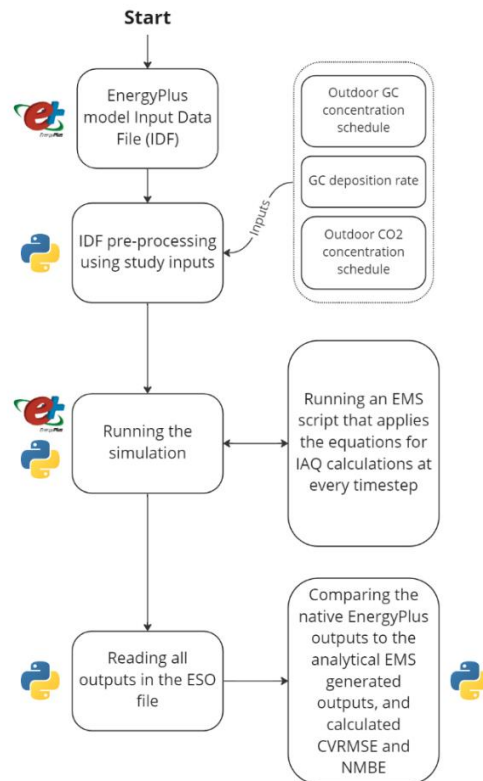 Start
EnergyPlus
model Input Data
File (IDF)
e+
EnergyPlus
Outdoor GC
concentration
schedule
GC deposition rate
Outdoor CO2
concentration
schedule
Inputs
IDF pre-processing
using study inputs
e+
EnergyPlus
Running the
simulation
Running an EMS
script that applies
the equations for
IAQ calculations at
every timestep
Reading all
outputs in the ESO
file
Comparing the
native EnergyPlus
outputs to the
analytical EMS
generated outputs,
and calculated
CVRMSE and
NMBE